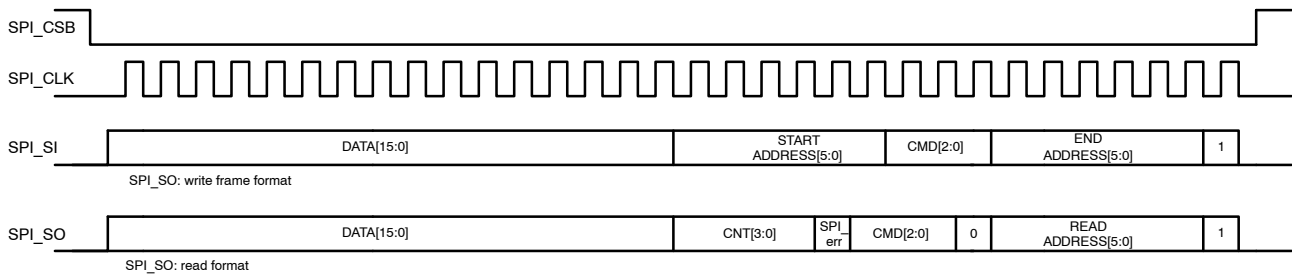 SPI_CSB
SPI_CLK
SPI_SI
DATA[15:0]
START
ADDRESS[5:0]
CMD[2:0]
END
ADDRESS[5:0]
1
SPI_SO: write frame format
SPI_SO
DATA[15:0]
CNT[3:0]
SPI_
err
CMD[2:0]
0
READ
ADDRESS[5:0]
1
SPI_SO: read format